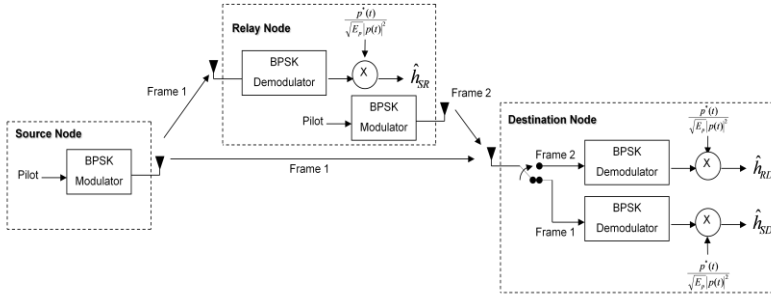 Relay Node
p*(t)
√E_p |p(t)|²
BPSK
Demodulator
X
ĥ_SR
Frame 1
Pilot
BPSK
Modulator
Frame 2
Source Node
Pilot
BPSK
Modulator
Frame 1
Destination Node
p*(t)
√E_p |p(t)|²
Frame 2
BPSK
Demodulator
X
ĥ_RD
Frame 1
BPSK
Demodulator
X
ĥ_SD
p*(t)
√E_p |p(t)|²